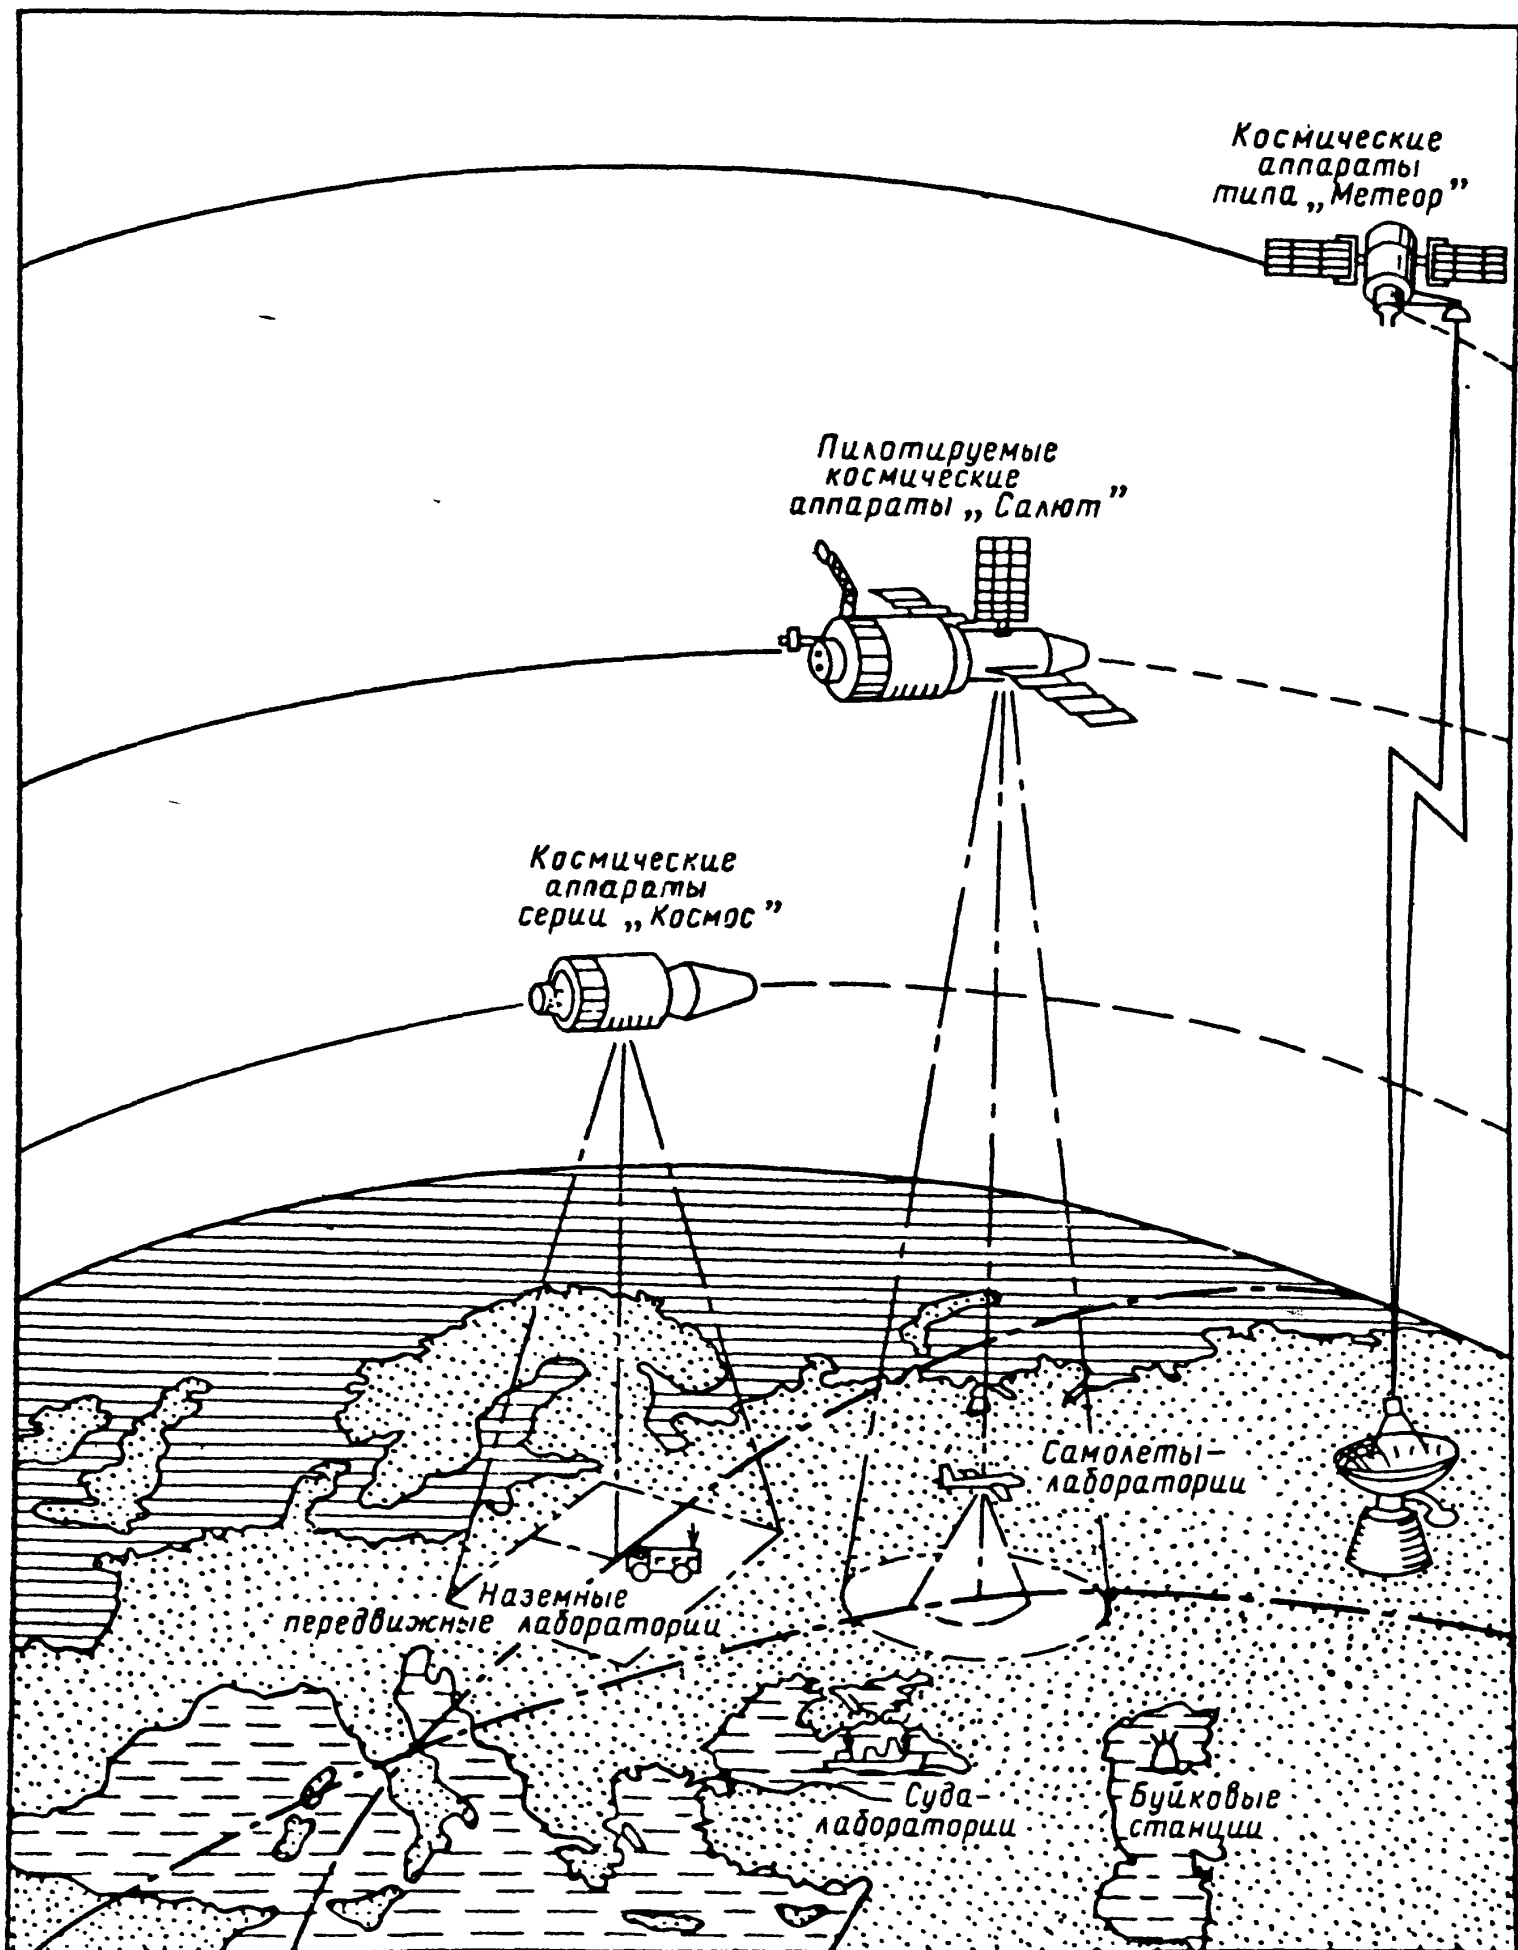 Космические
аппараты
типа „Метеор”
Пилотируемые
космические
аппараты „Салют”
Космические
аппараты
серии „Космос”
Самолеты-
лаборатории
Наземные
передвижные лаборатории
Суда-
лаборатории
Буйковые
станции